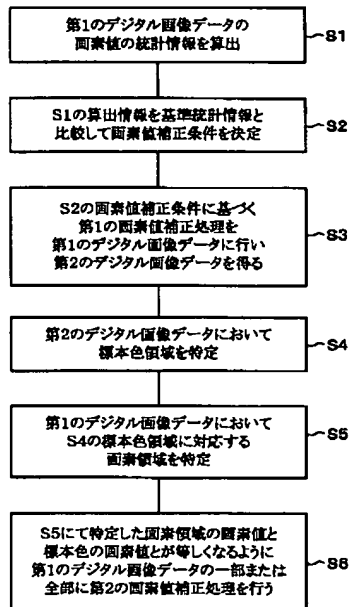 第1のデジタル画像データの
画素値の統計情報を算出
S1
S1の算出情報を基準統計情報と
比較して画素値補正条件を決定
S2
S2の画素値補正条件に基づく
第1の画素値補正処理を
第1のデジタル画像データに行い
第2のデジタル画像データを得る
S3
第2のデジタル画像データにおいて
標本色領域を特定
S4
第1のデジタル画像データにおいて
S4の標本色領域に対応する
画素領域を特定
S5
S5にて特定した画素領域の画素値と
標本色の画素値とが等しくなるように
第1のデジタル画像データの一部または
全部に第2の画素値補正処理を行う
S6